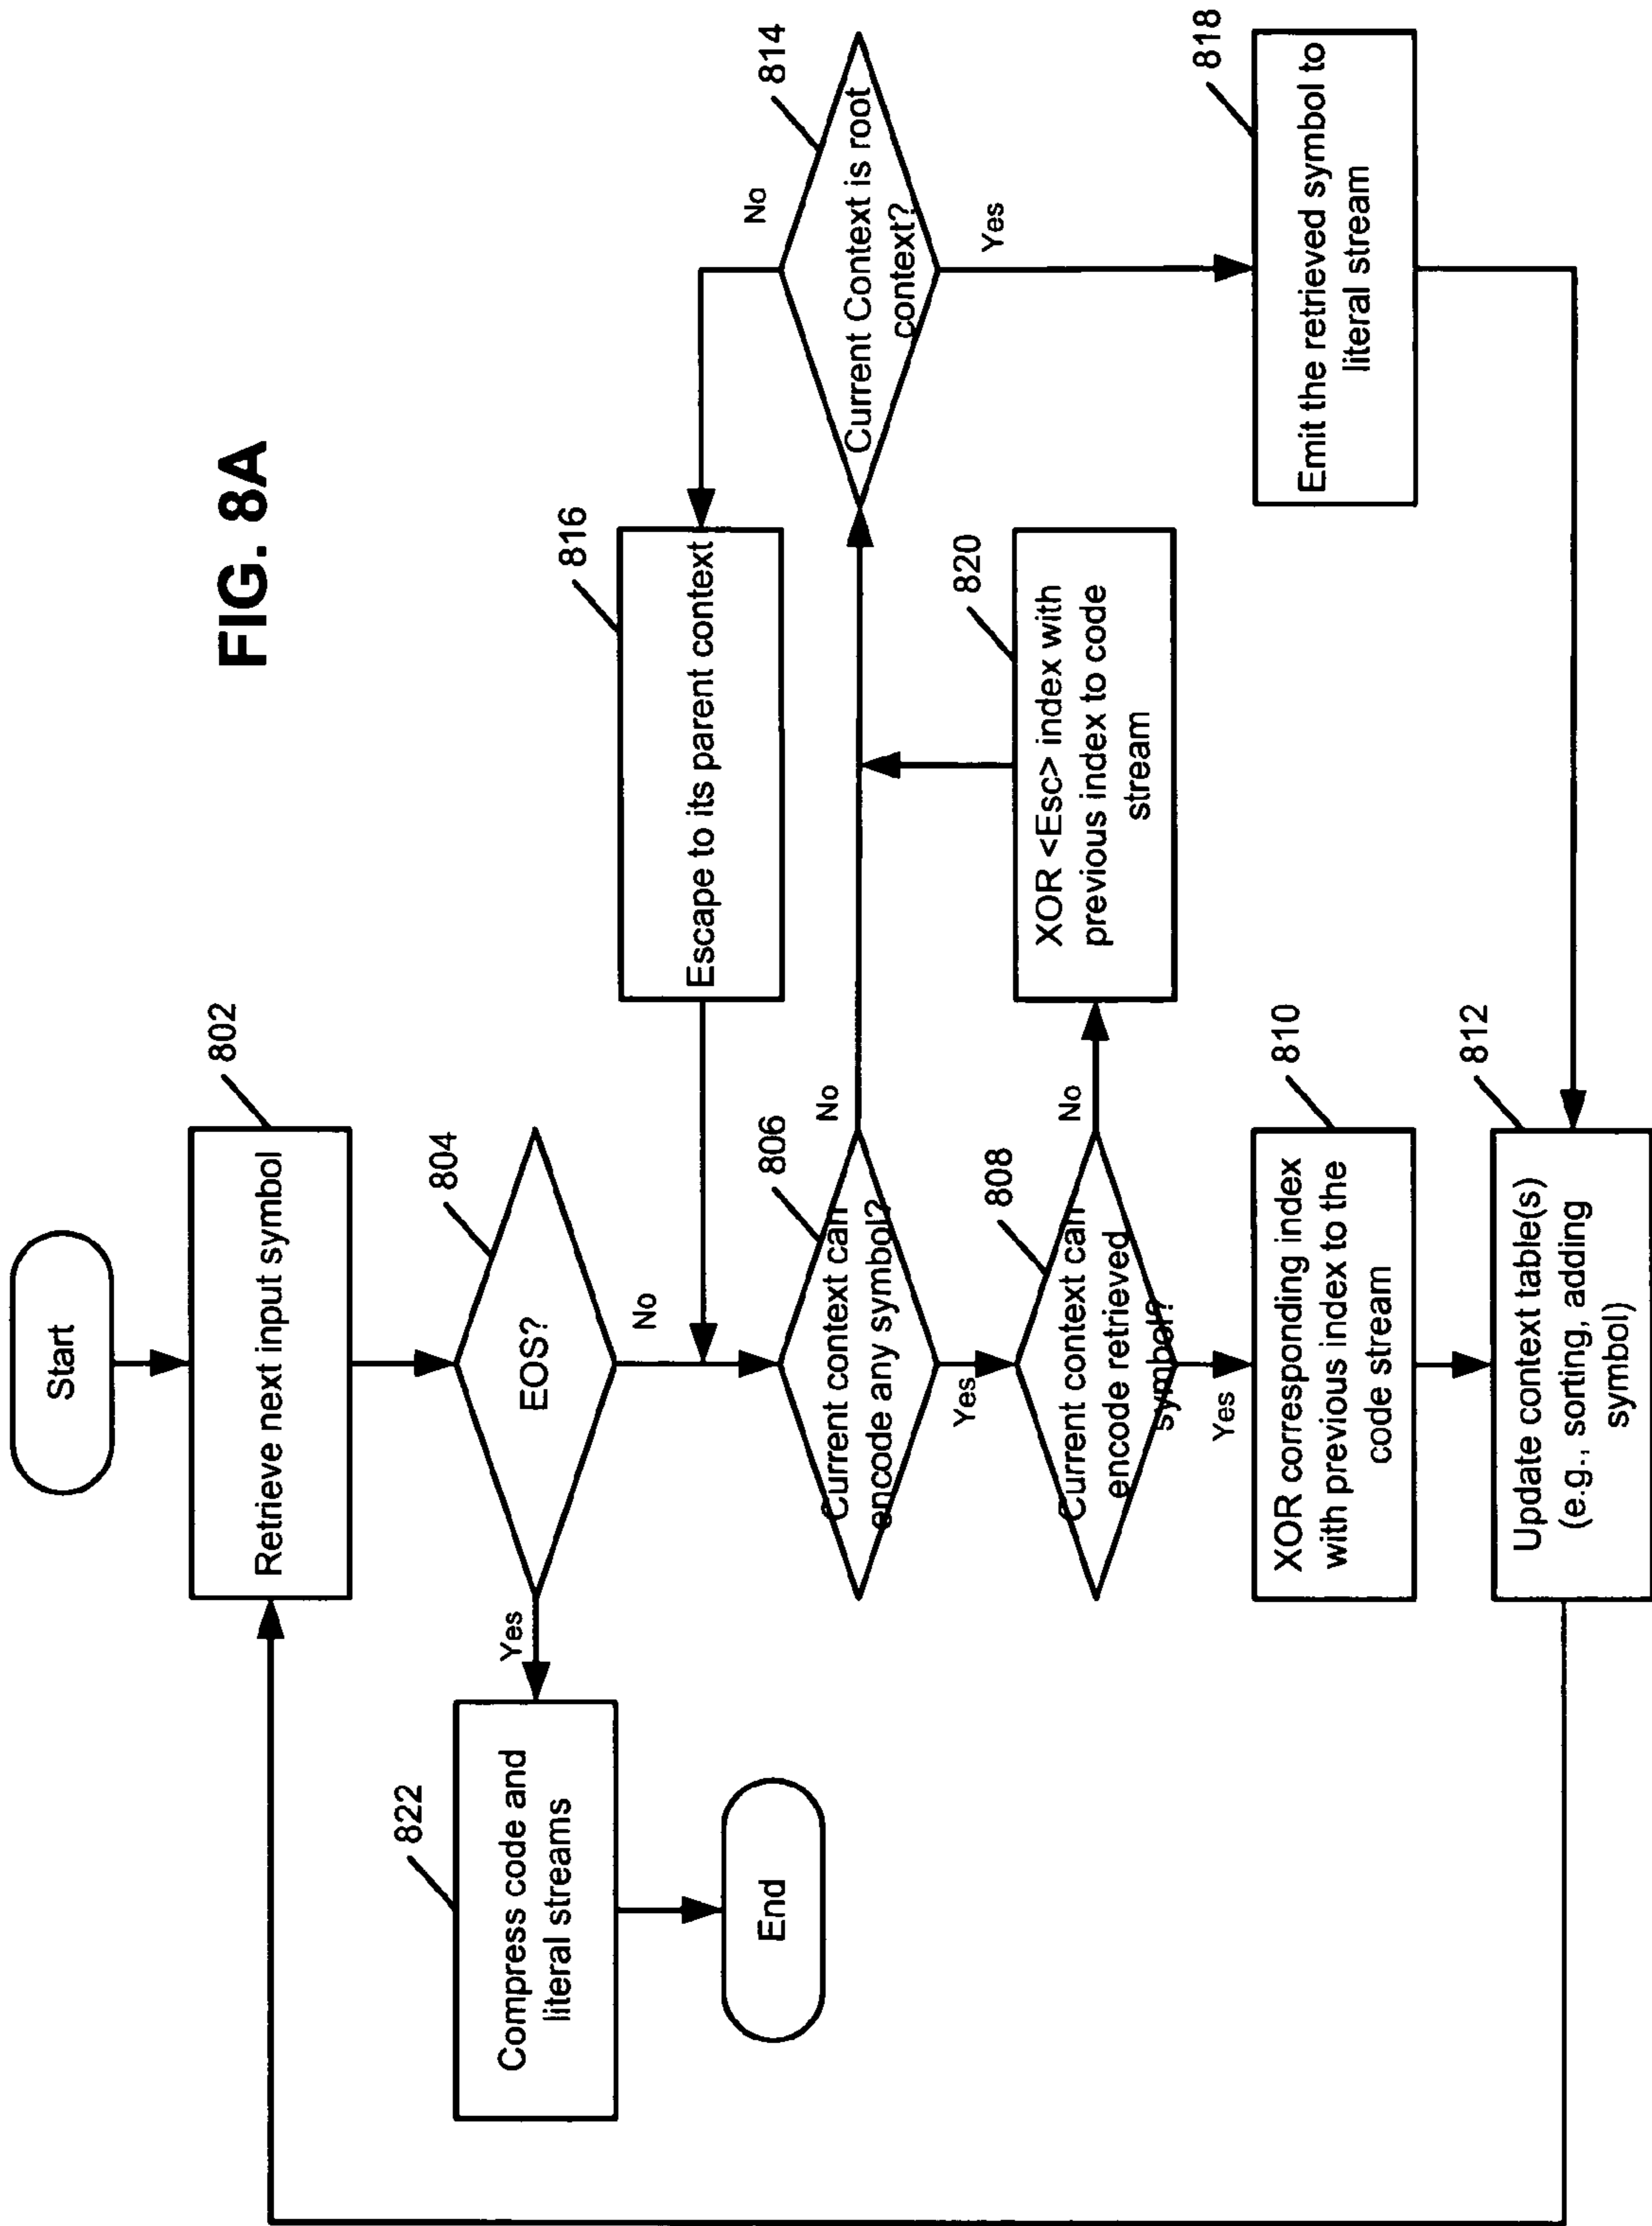 FIG. 8A
Start
802
Retrieve next input symbol
804
EOS?
Yes
No
822
Compress code and
literal streams
End
806
Current context can
encode any symbol?
No
Yes
808
Current context can
encode retrieved
symbol?
No
Yes
810
XOR corresponding index
with previous index to the
code stream
812
Update context table(s)
(e.g., sorting, adding
symbol)
816
Escape to its parent context
820
XOR <Esc> index with
previous index to code
stream
814
Current Context is root
context?
No
Yes
818
Emit the retrieved symbol to
literal stream